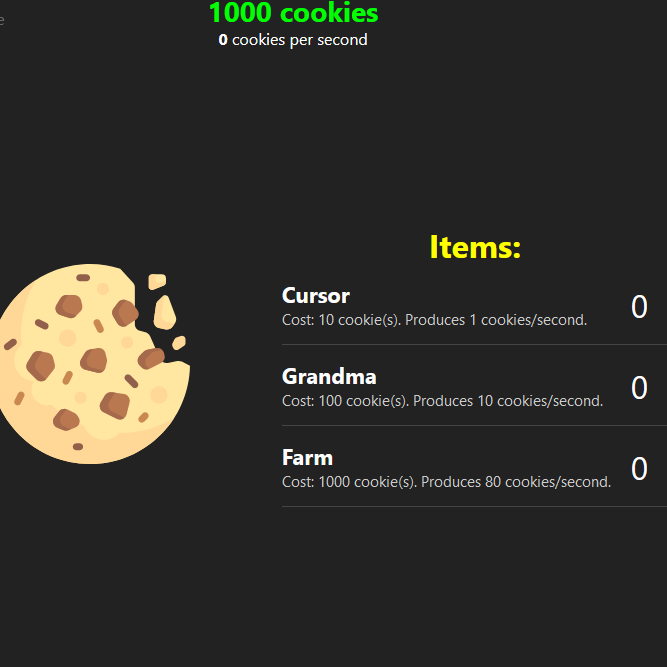 1000 cookies
0 cookies per second
Items:
Cursor
Cost: 10 cookie(s). Produces 1 cookies/second.
0
Grandma
Cost: 100 cookie(s). Produces 10 cookies/second.
0
Farm
Cost: 1000 cookie(s). Produces 80 cookies/second.
0